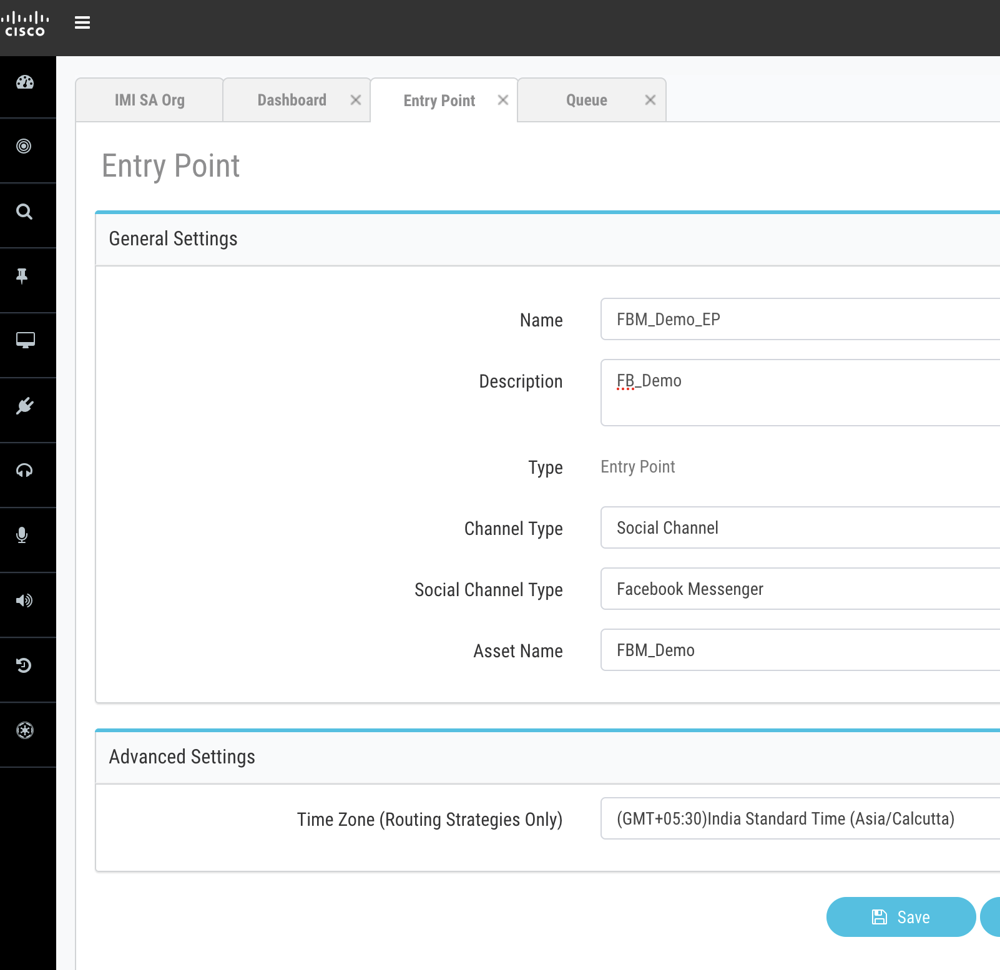 cisco
IMI SA Org
Dashboard
Entry Point
Queue
Entry Point
General Settings
Name
FBM_Demo_EP
Description
FB_Demo
Type
Entry Point
Channel Type
Social Channel
Social Channel Type
Facebook Messenger
Asset Name
FBM_Demo
Advanced Settings
Time Zone (Routing Strategies Only)
(GMT+05:30)India Standard Time (Asia/Calcutta)
Save